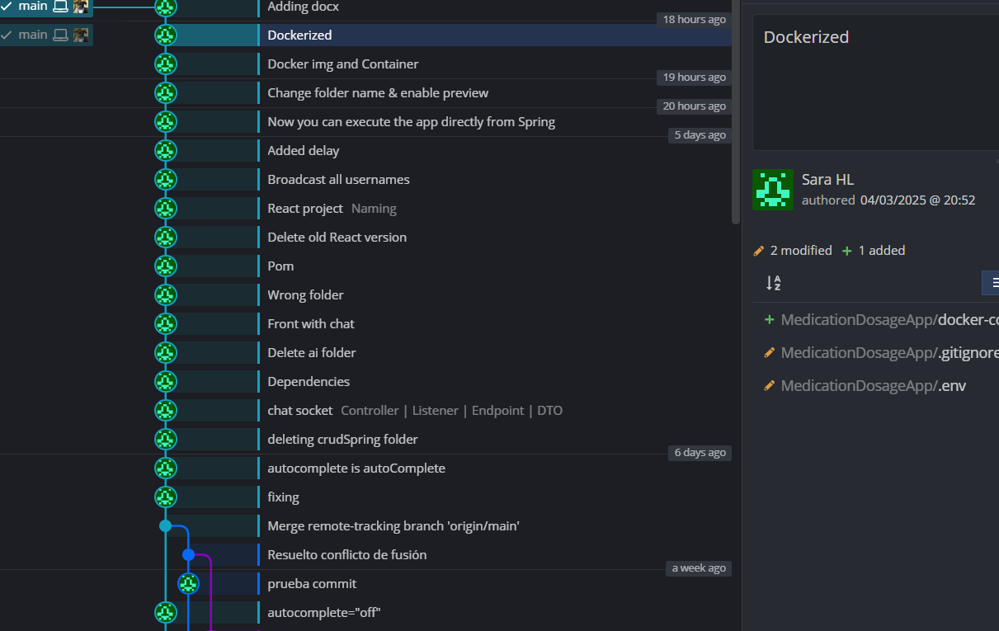 main
Adding docx
18 hours ago
main
Dockerized
Docker img and Container
19 hours ago
Change folder name & enable preview
20 hours ago
Now you can execute the app directly from Spring
5 days ago
Added delay
Broadcast all usernames
React project Naming
Delete old React version
Pom
Wrong folder
Front with chat
Delete ai folder
Dependencies
chat socket Controller | Listener | Endpoint | DTO
deleting crudSpring folder
6 days ago
autocomplete is autoComplete
fixing
Merge remote-tracking branch 'origin/main'
Resuelto conflicto de fusión
a week ago
prueba commit
autocomplete="off"
Dockerized
Sara HL
authored 04/03/2025 @ 20:52
2 modified + 1 added
A
Z
+ MedicationDosageApp/docker-co
MedicationDosageApp/.gitignore
MedicationDosageApp/.env